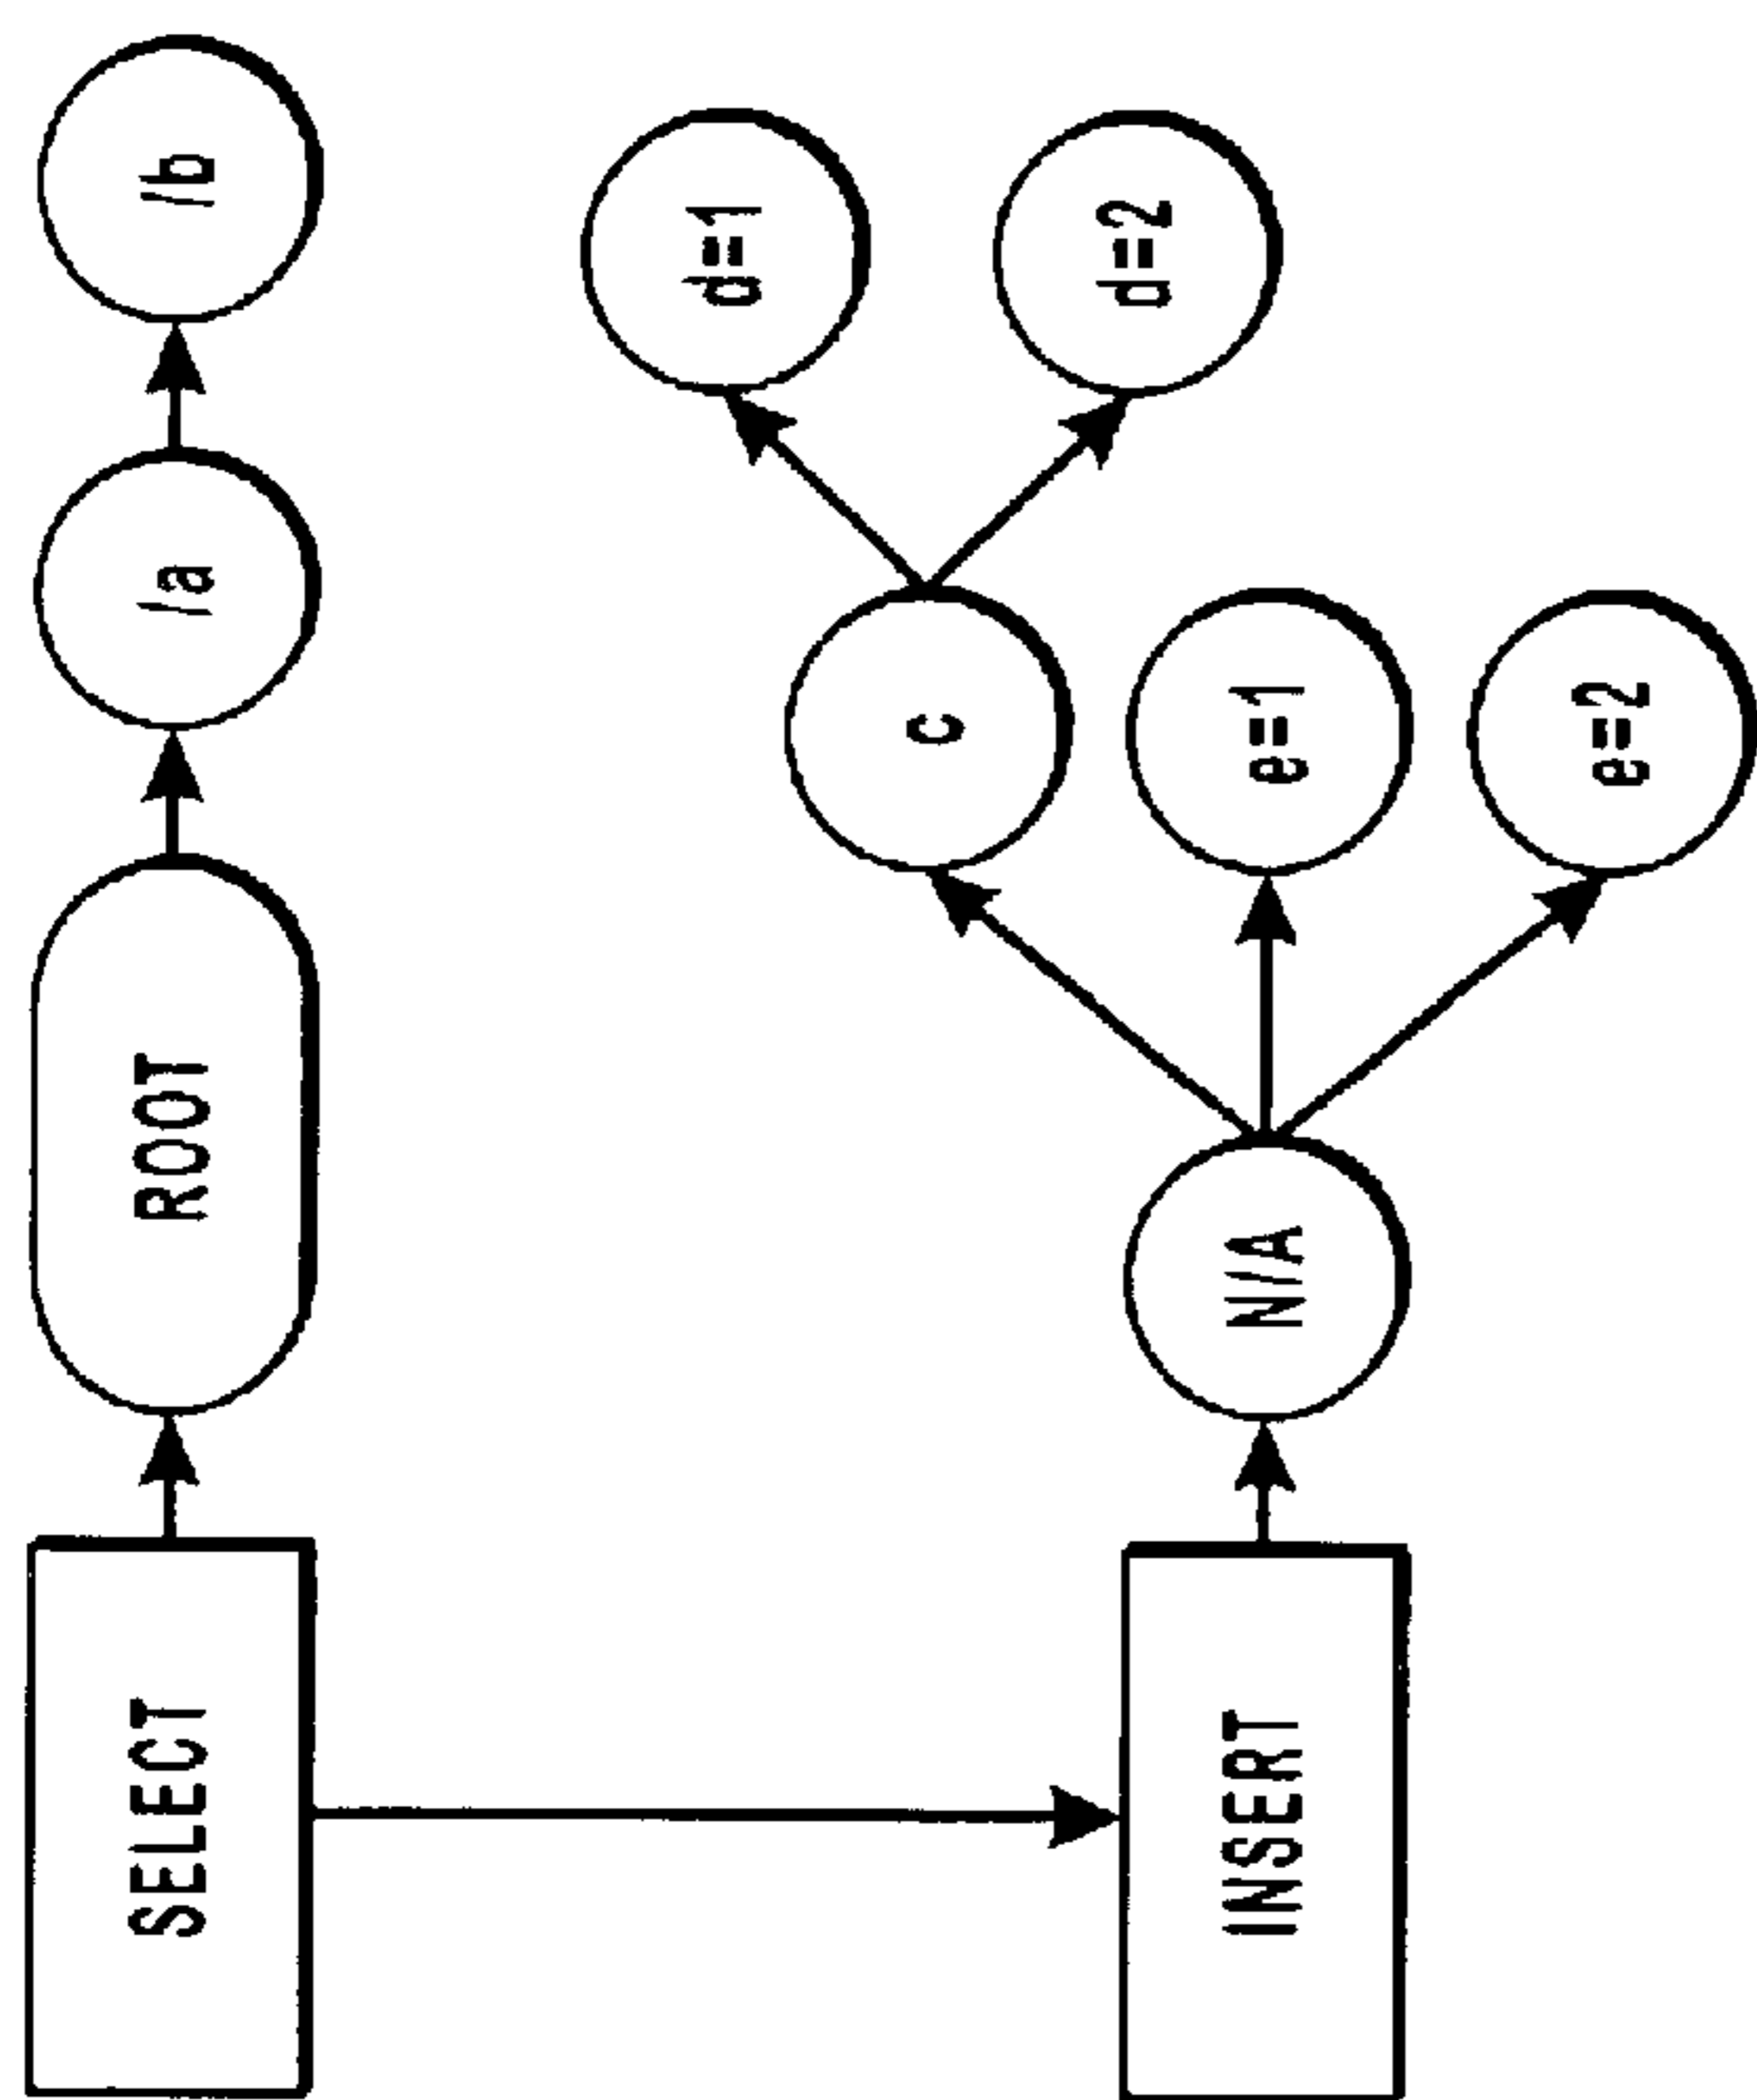 SELECT
ROOT
/a
/b
INSERT
N/A
c
d=1
d=2
e=1
e=2